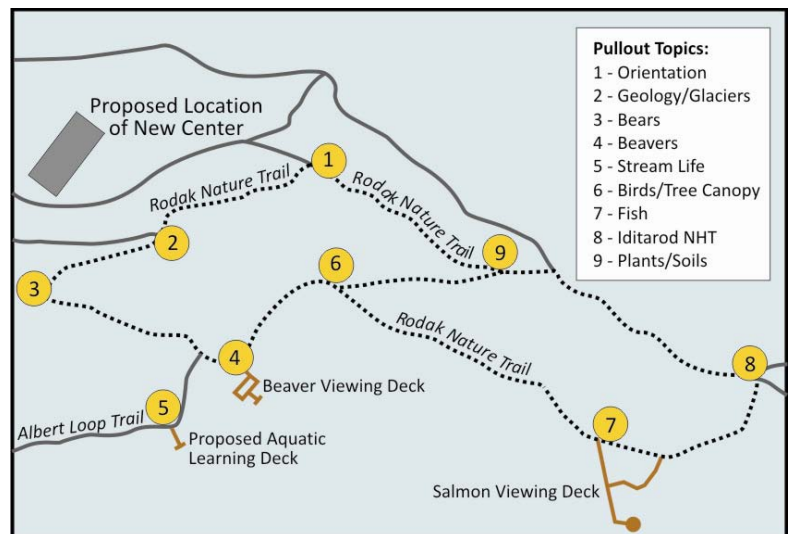 Pullout Topics:
1 - Orientation
2 - Geology/Glaciers
3 - Bears
4 - Beavers
5 - Stream Life
6 - Birds/Tree Canopy
7 - Fish
8 - Iditarod NHT
9 - Plants/Soils
Proposed Location
of New Center
1
Rodak Nature Trail
Rodok Nature Trail
2
9
6
3
Rodak Nature Trail
4
8
Beaver Viewing Deck
5
7
Albert Loop Trail
Proposed Aquatic
Learning Deck
Salmon Viewing Deck